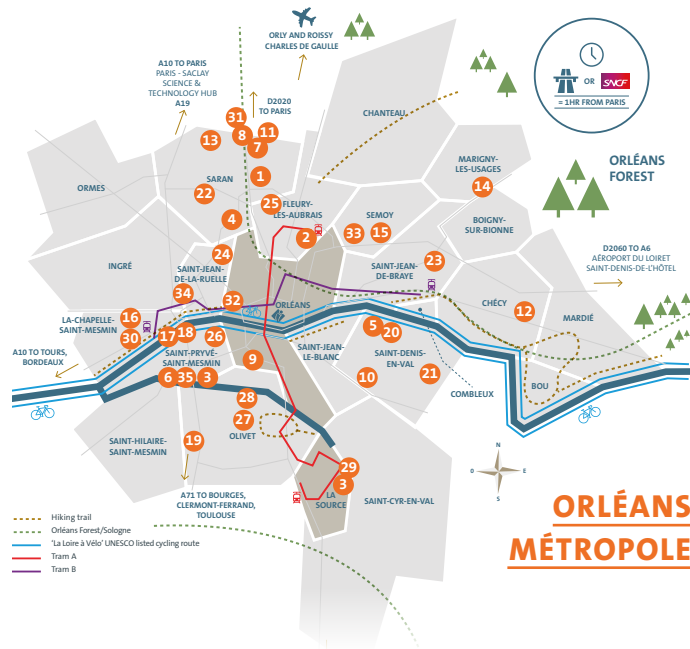 ORLY AND ROISSY
CHARLES DE GAULLE
A10 TO PARIS
PARIS - SACLAY
SCIENCE &
TECHNOLOGY HUB
A19
D2020
TO PARIS
OR
SNCF
= 1HR FROM PARIS
CHANTEAU
31
8
11
7
13
MARIGNY-
LES-USAGES
14
ORLÉANS
FOREST
ORMES
SARAN
1
22
25
FLEURY-
LES-AUBRAIS
4
2
SEMOY
33
15
BOIGNY-
SUR-BIONNE
D2060 TO A6
AÉROPORT DU LOIRET
SAINT-DENIS-DE-L'HÔTEL
INGRÉ
24
SAINT-JEAN-
DE-LA-RUELLE
34
32
ORLÉANS
SAINT-JEAN-
DE-BRAYE
23
CHÉCY
12
MARDIÉ
LA-CHAPELLE-
SAINT-MESMIN
16
30
17
18
26
SAINT-PRYVÉ-
SAINT-MESMIN
9
SAINT-JEAN-
LE-BLANC
5
20
SAINT-DENIS-
EN-VAL
10
21
COMBLEUX
BOU
A10 TO TOURS,
BORDEAUX
6
35
3
28
27
OLIVET
SAINT-HILAIRE-
SAINT-MESMIN
19
29
3
LA
SOURCE
SAINT-CYR-EN-VAL
A71 TO BOURGES,
CLERMONT-FERRAND,
TOULOUSE
N
O
E
S
ORLÉANS
MÉTROPOLE
Hiking trail
Orléans Forest/Sologne
'La Loire à Vélo' UNESCO listed cycling route
Tram A
Tram B